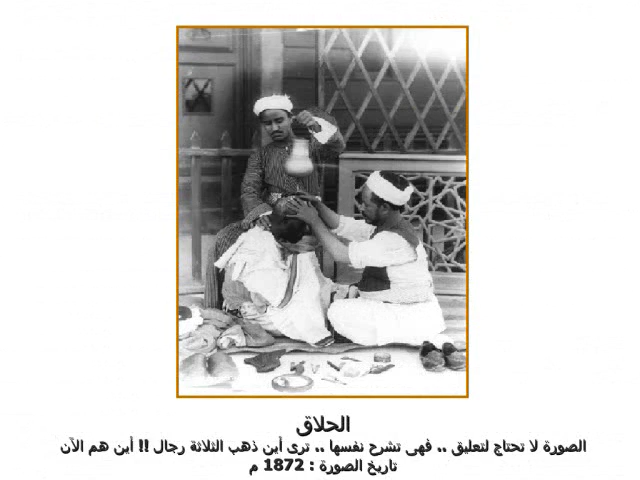 الحلاق
الصورة لا تحتاج لتعليق .. فهى تشرح نفسها .. ترى أين ذهب الثلاثة رجال !! أين هم الآن
تاريخ الصورة : 1872 م